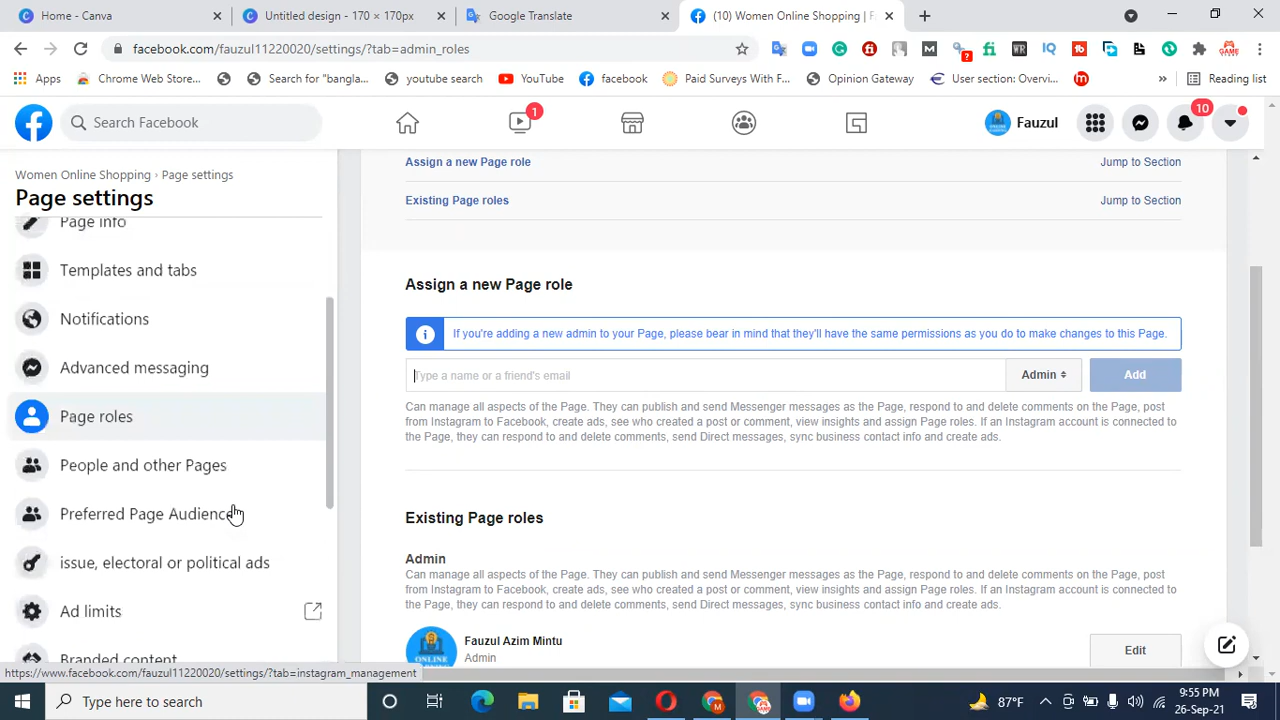 Home - Canva
Untitled design - 170 × 170px
Google Translate
(10) Women Online Shopping | F
facebook.com/fauzul11220020/settings/?tab=admin_roles
Apps
Chrome Web Store...
Search for "bangla...
youtube.search
YouTube
facebook
Paid Surveys With F...
Opinion Gateway
User section: Overvi...
»
Reading list
Search Facebook
1
Fauzul
10
Women Online Shopping › Page settings
Page settings
Page info
Templates and tabs
Notifications
Advanced messaging
Page roles
People and other Pages
Preferred Page Audience
issue, electoral or political ads
Ad limits
Branded content
Assign a new Page role
Jump to Section
Existing Page roles
Jump to Section
Assign a new Page role
If you're adding a new admin to your Page, please bear in mind that they'll have the same permissions as you do to make changes to this Page.
Type a name or a friend's email
Admin
Add
Can manage all aspects of the Page. They can publish and send Messenger messages as the Page, respond to and delete comments on the Page, post
from Instagram to Facebook, create ads, see who created a post or comment, view insights and assign Page roles. If an Instagram account is connected to
the Page, they can respond to and delete comments, send Direct messages, sync business contact info and create ads.
Existing Page roles
Admin
Can manage all aspects of the Page. They can publish and send Messenger messages as the Page, respond to and delete comments on the Page, post
from Instagram to Facebook, create ads, see who created a post or comment, view insights and assign Page roles. If an Instagram account is connected to
the Page, they can respond to and delete comments, send Direct messages, sync business contact info and create ads.
ONLINE
Fauzul Azim Mintu
Admin
Edit
https://www.facebook.com/fauzul11220020/settings/?tab=instagram_management
Type here to search
87°F
9:55 PM
26-Sep-21